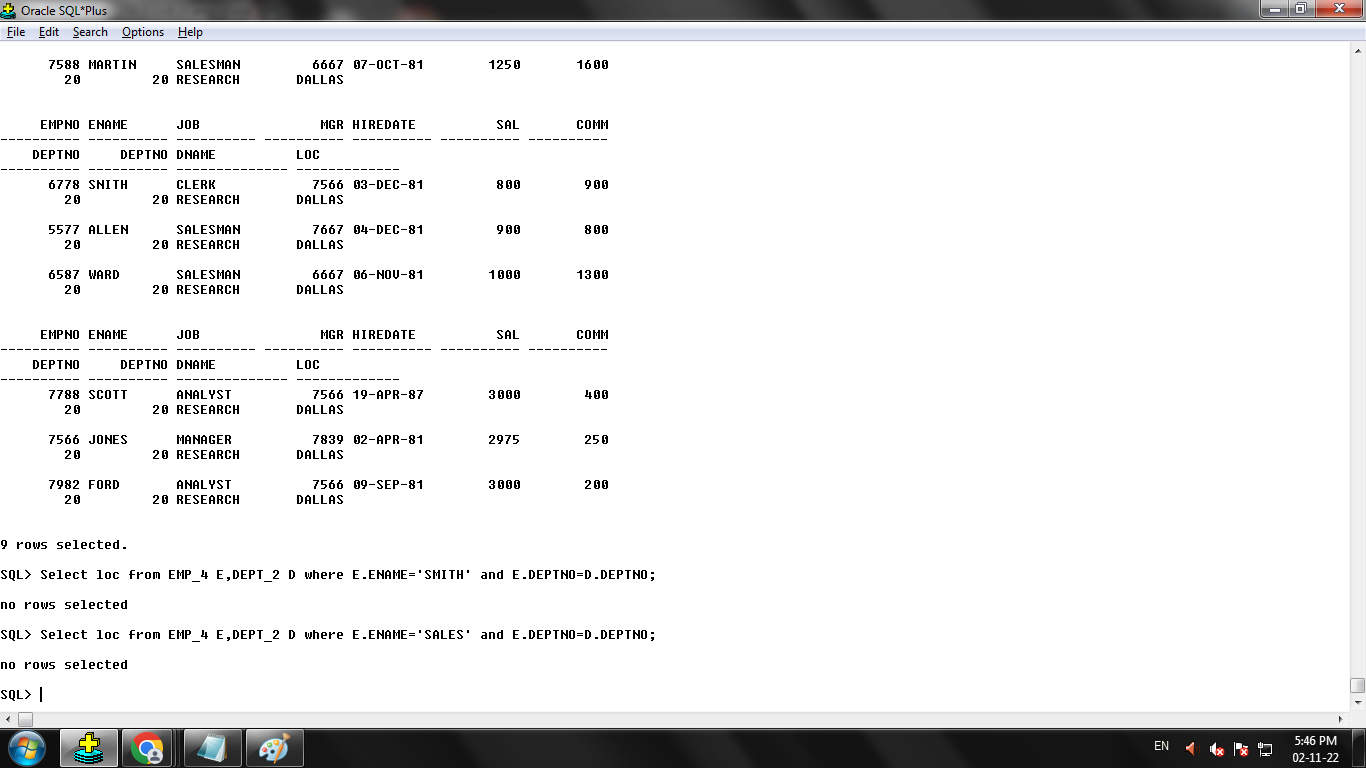 Oracle SQL*Plus
File Edit Search Options Help
7588 MARTIN SALESMAN 6667 07-OCT-81 1250 1600
20 20 RESEARCH DALLAS
EMPNO ENAME JOB MGR HIREDATE SAL COMM
---------- ---------- ---------- ---------- ---------- ---------- ----------
DEPTNO DEPTNO DNAME LOC
---------- ---------- -------------- -------------
6778 SNITH CLERK 7566 03-DEC-81 800 900
20 20 RESEARCH DALLAS
5577 ALLEN SALESMAN 7667 04-DEC-81 900 800
20 20 RESEARCH DALLAS
6587 WARD SALESMAN 6667 06-NOV-81 1000 1300
20 20 RESEARCH DALLAS
EMPNO ENAME JOB MGR HIREDATE SAL COMM
---------- ---------- ---------- ---------- ---------- ---------- ----------
DEPTNO DEPTNO DNAME LOC
---------- ---------- -------------- -------------
7788 SCOTT ANALYST 7566 19-APR-87 3000 400
20 20 RESEARCH DALLAS
7566 JONES MANAGER 7839 02-APR-81 2975 250
20 20 RESEARCH DALLAS
7982 FORD ANALYST 7566 09-SEP-81 3000 200
20 20 RESEARCH DALLAS
9 rows selected.
SQL> Select loc from EMP_4 E,DEPT_2 D where E.ENAME='SMITH' and E.DEPTNO=D.DEPTNO;
no rows selected
SQL> Select loc from EMP_4 E,DEPT_2 D where E.ENAME='SALES' and E.DEPTNO=D.DEPTNO;
no rows selected
SQL>
EN
5:46 PM
02-11-22